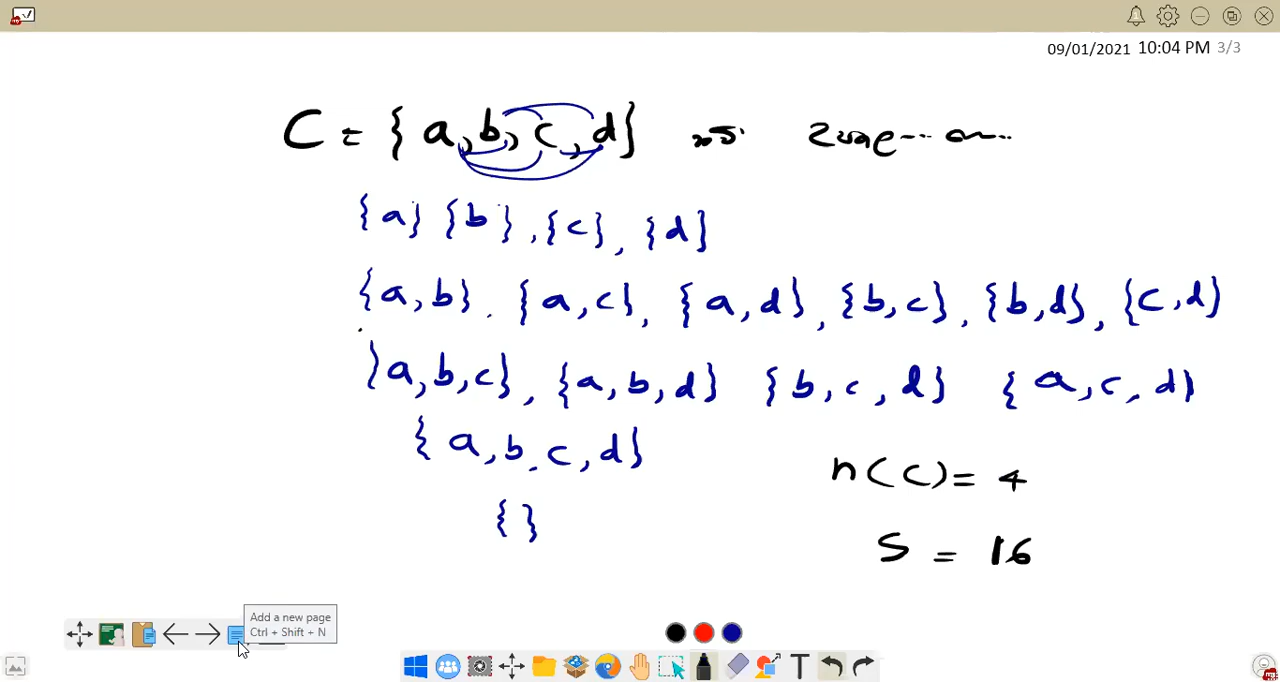 09/01/2021 10:04 PM 3/3
C = {a, b, c, d}
{a} {b}, {c}, {d}
{a, b}. {a, c}, {a, d}, {b, c}, {b, d}, {c, d}
{a, b, c}, {a, b, d} {b, c, d} {a, c, d}
{a, b, c, d}
n(C) = 4
{}
S = 16
Add a new page
Ctrl + Shift + N
T